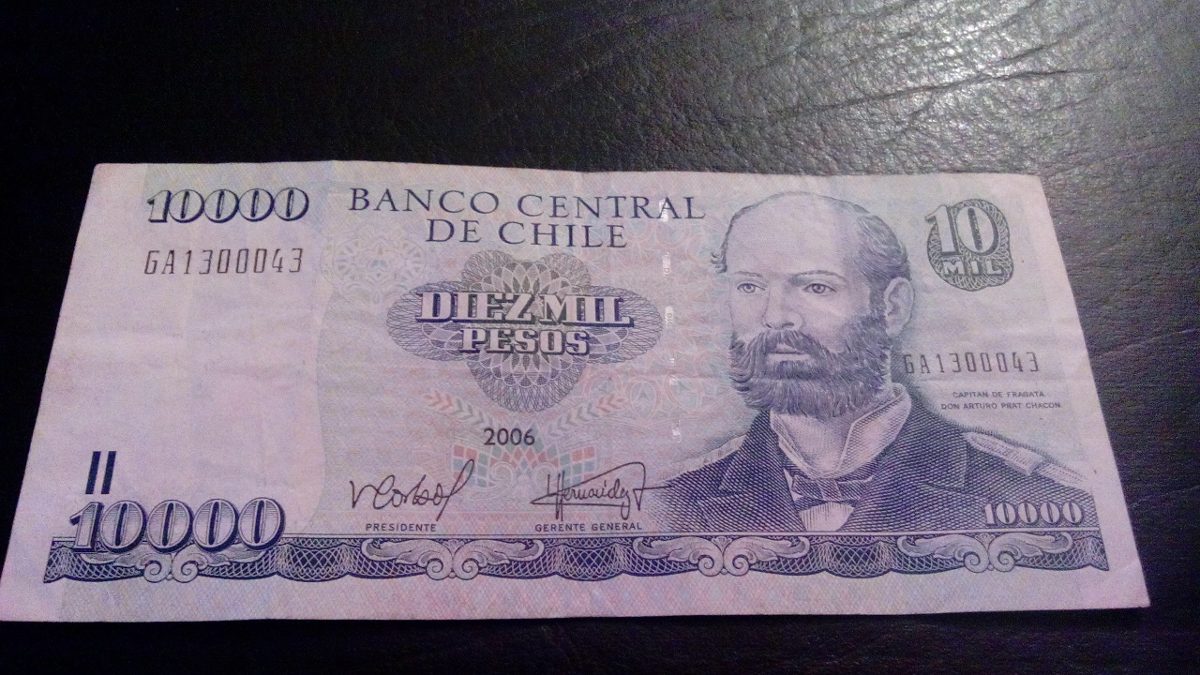 10000
BANCO CENTRAL
DE CHILE
10
MIL
GA1300043
DIEZ MIL
PESOS
GA1300043
CAPITAN DE FRAGATA
DON ARTURO PRAT CHACON
2006
PRESIDENTE
GERENTE GENERAL
10000
10000